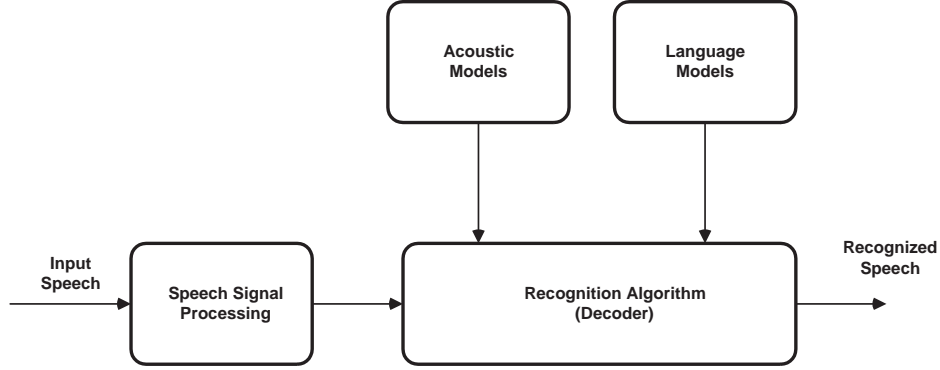 Acoustic
Models
Language
Models
Input
Speech
Speech Signal
Processing
Recognition Algorithm
(Decoder)
Recognized
Speech